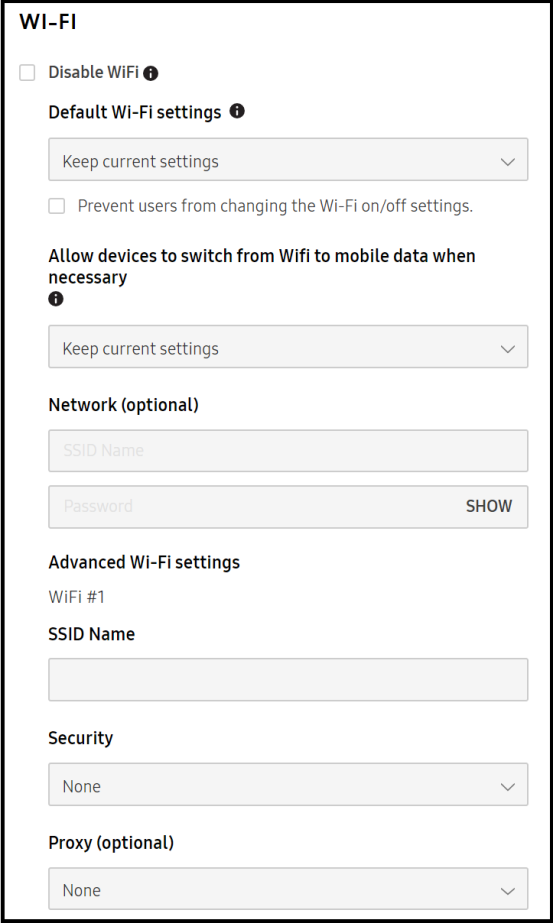 WI-FI
Disable WiFi
Default Wi-Fi settings
Keep current settings
Prevent users from changing the Wi-Fi on/off settings.
Allow devices to switch from Wifi to mobile data when
necessary
Keep current settings
Network (optional)
SSID Name
Password SHOW
Advanced Wi-Fi settings
WiFi #1
SSID Name
Security
None
Proxy (optional)
None